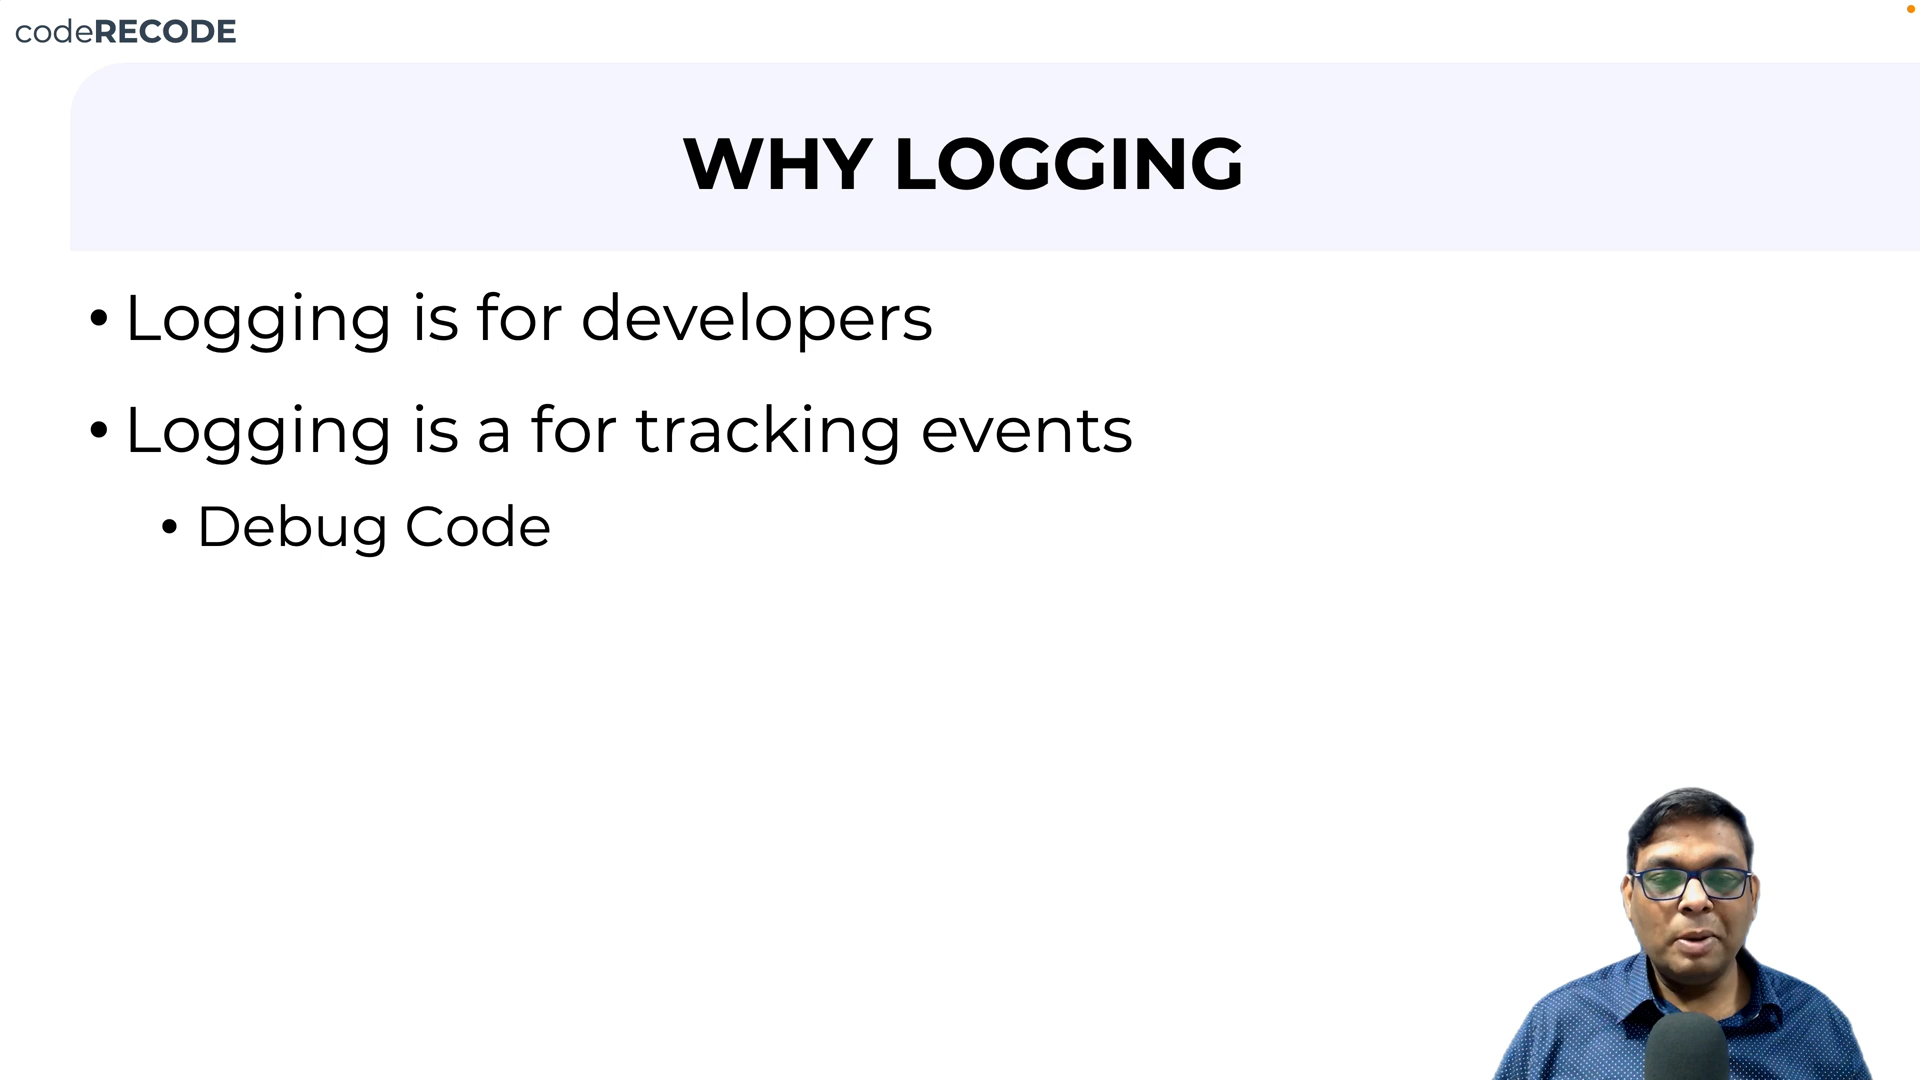 codeRECODE
WHY LOGGING
• Logging is for developers
• Logging is a for tracking events
• Debug Code